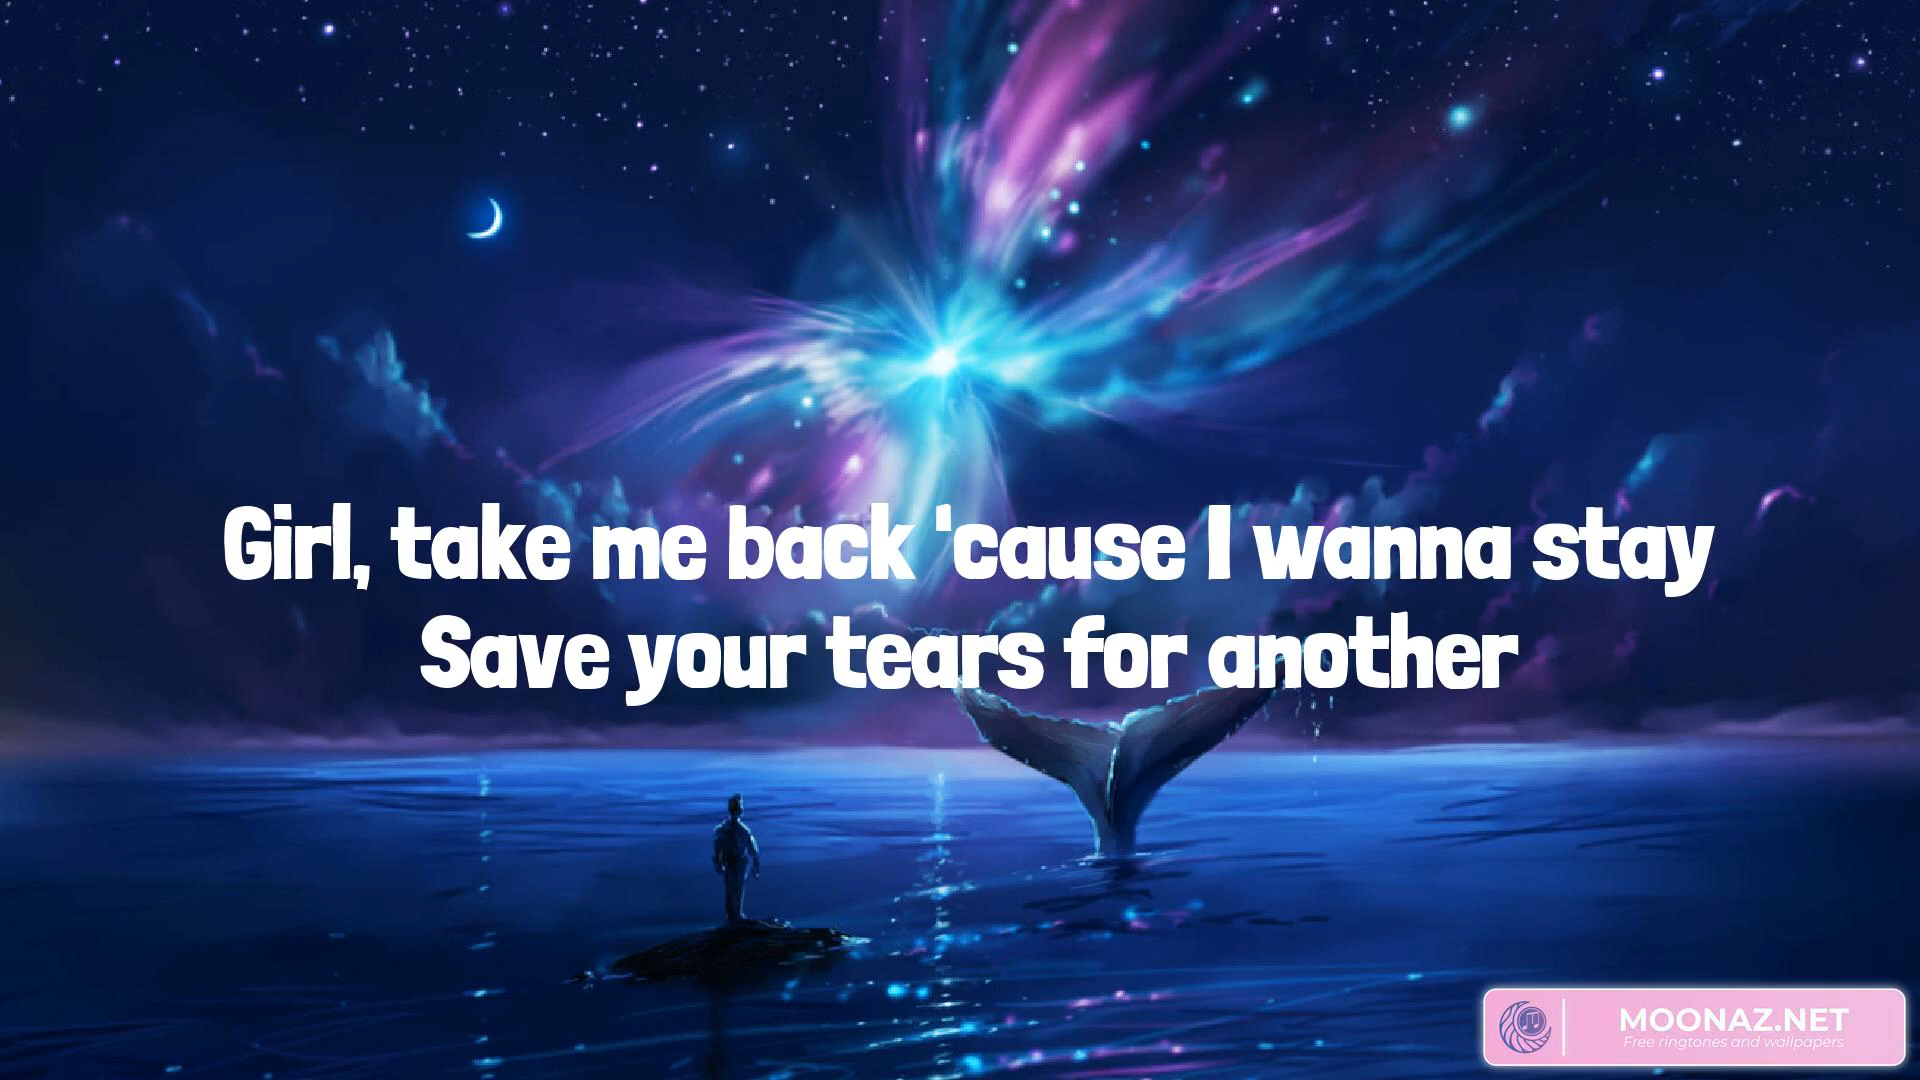 Girl, take me back 'cause I wanna stay
Save your tears for another
MOONAZ.NET
Free ringtones and wallpapers